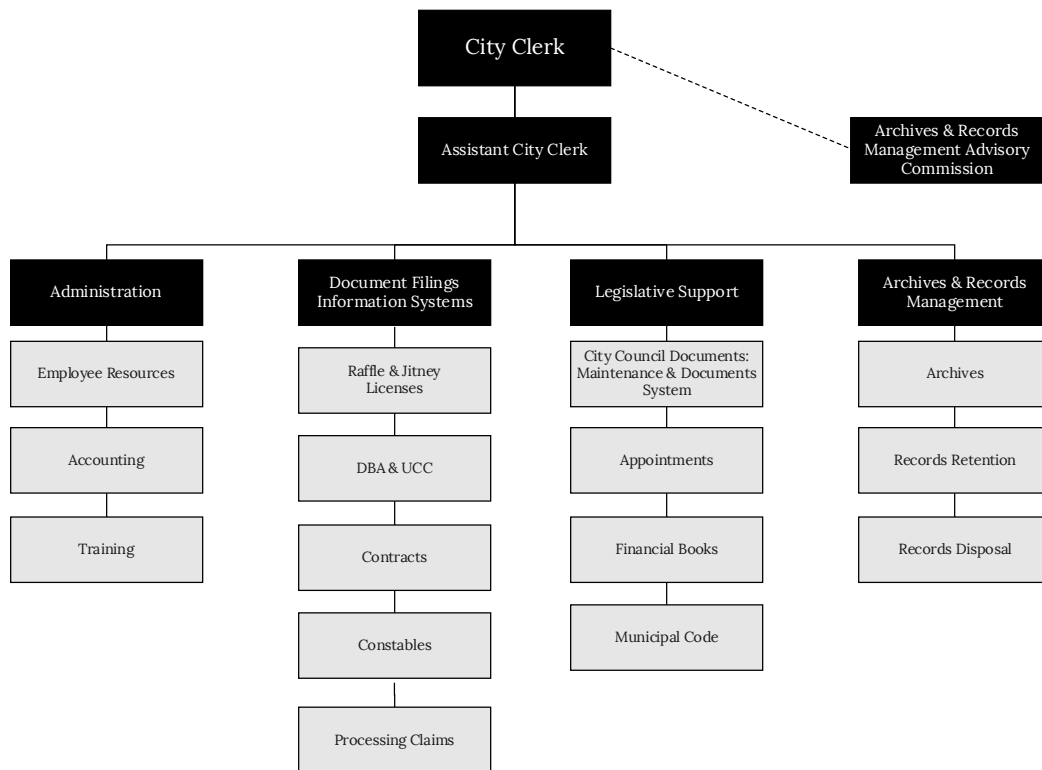 City Clerk
Assistant City Clerk
Archives & Records
Management Advisory
Commission
Administration
Document Filings
Information Systems
Legislative Support
Archives & Records
Management
Employee Resources
Raffle & Jitney
Licenses
City Council Documents:
Maintenance & Documents
System
Archives
Accounting
DBA & UCC
Appointments
Records Retention
Training
Contracts
Financial Books
Records Disposal
Constables
Municipal Code
Processing Claims